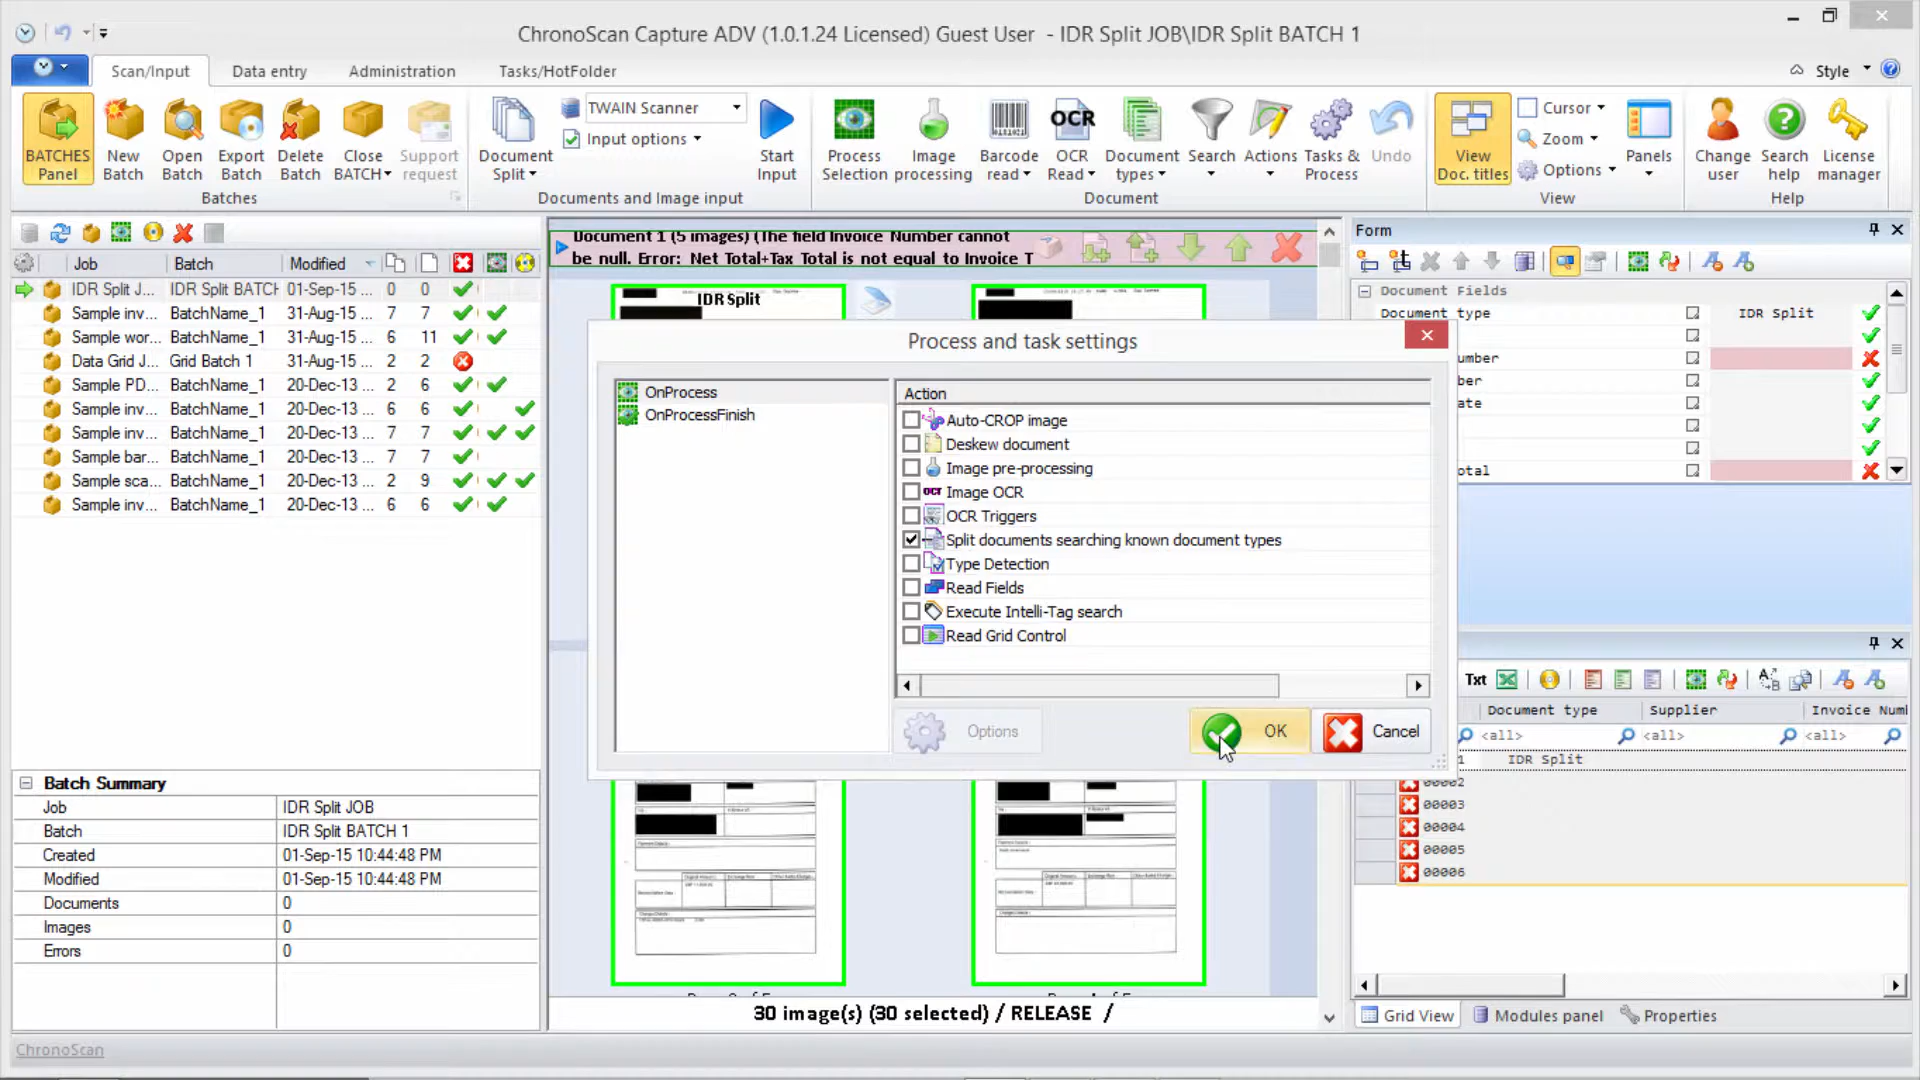 ChronoScan Capture ADV (1.0.1.24 Licensed) Guest User - IDR Split JOB\IDR Split BATCH 1
Scan/Input
Data entry
Administration
Tasks/HotFolder
Style
BATCHES Panel
New Batch
Open Batch
Export Batch
Delete Batch
Close BATCH
Support request
Batches
Document Split
TWAIN Scanner
Input options
Start Input
Documents and Image input
Process Selection
Image processing
Barcode read
OCR
OCR Read
Document types
Search
Actions
Tasks & Process
Undo
Document
View Doc. titles
Cursor
Zoom
Options
Panels
View
Change user
Search help
License manager
Help
Job Batch Modified
IDR Split J... IDR Split BATCH 01-Sep-15 ... 0 0
Sample inv... BatchName_1 31-Aug-15 ... 7 7
Sample wor... BatchName_1 31-Aug-15 ... 6 11
Data Grid J... Grid Batch 1 31-Aug-15 ... 2 2
Sample PD... BatchName_1 20-Dec-13 ... 2 6
Sample inv... BatchName_1 20-Dec-13 ... 6 6
Sample inv... BatchName_1 20-Dec-13 ... 7 7
Sample bar... BatchName_1 20-Dec-13 ... 7 7
Sample sca... BatchName_1 20-Dec-13 ... 2 9
Sample inv... BatchName_1 20-Dec-13 ... 6 6
Batch Summary
Job IDR Split JOB
Batch IDR Split BATCH 1
Created 01-Sep-15 10:44:48 PM
Modified 01-Sep-15 10:44:48 PM
Documents 0
Images 0
Errors 0
ChronoScan
Document 1 (5 images) (The field Invoice Number cannot
be null. Error: Net Total+Tax Total is not equal to Invoice T
IDR Split
Process and task settings
OnProcess
OnProcessFinish
Action
Auto-CROP image
Deskew document
Image pre-processing
OCR Image OCR
OCR Triggers
Split documents searching known document types
Type Detection
Read Fields
Execute Intelli-Tag search
Read Grid Control
Options
OK
Cancel
30 image(s) (30 selected) / RELEASE /
Form
Document Fields
Document type IDR Split
umber
ber
ate
otal
Txt
Document type Supplier Invoice Num
<all> <all> <all>
1 IDR Split
00002
00003
00004
00005
00006
Grid View
Modules panel
Properties